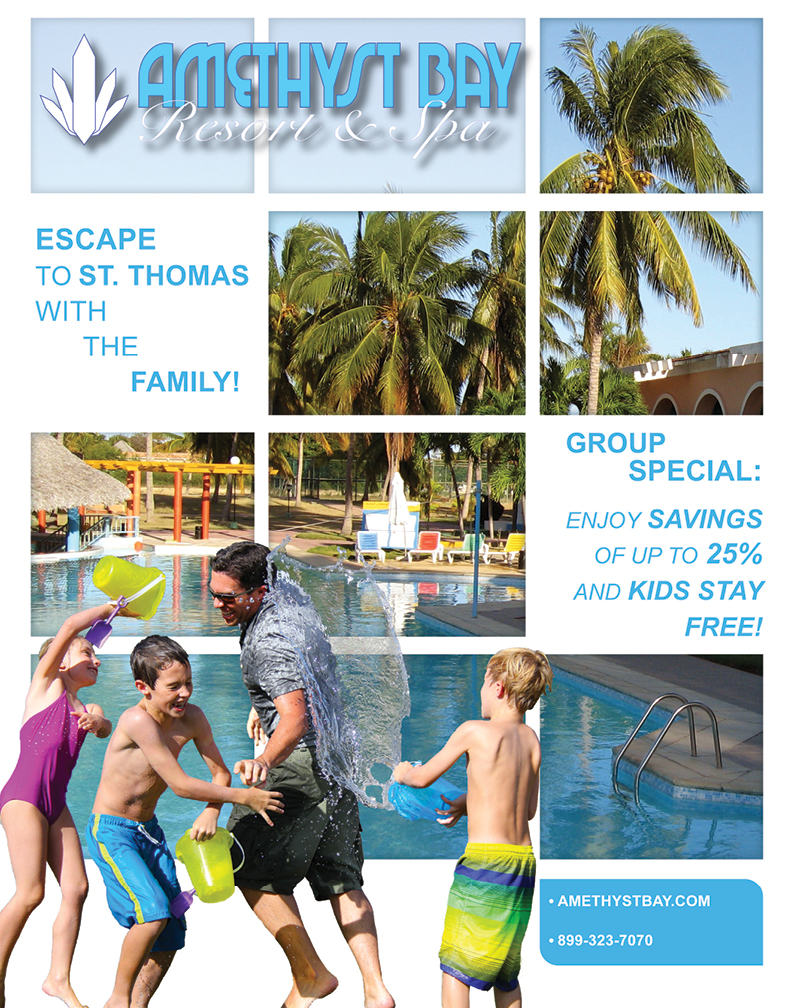 AMETHYST BAY
Resort & Spa
ESCAPE
TO ST. THOMAS
WITH
THE
FAMILY!
GROUP
SPECIAL:
ENJOY SAVINGS
OF UP TO 25%
AND KIDS STAY
FREE!
• AMETHYSTBAY.COM
• 899-323-7070